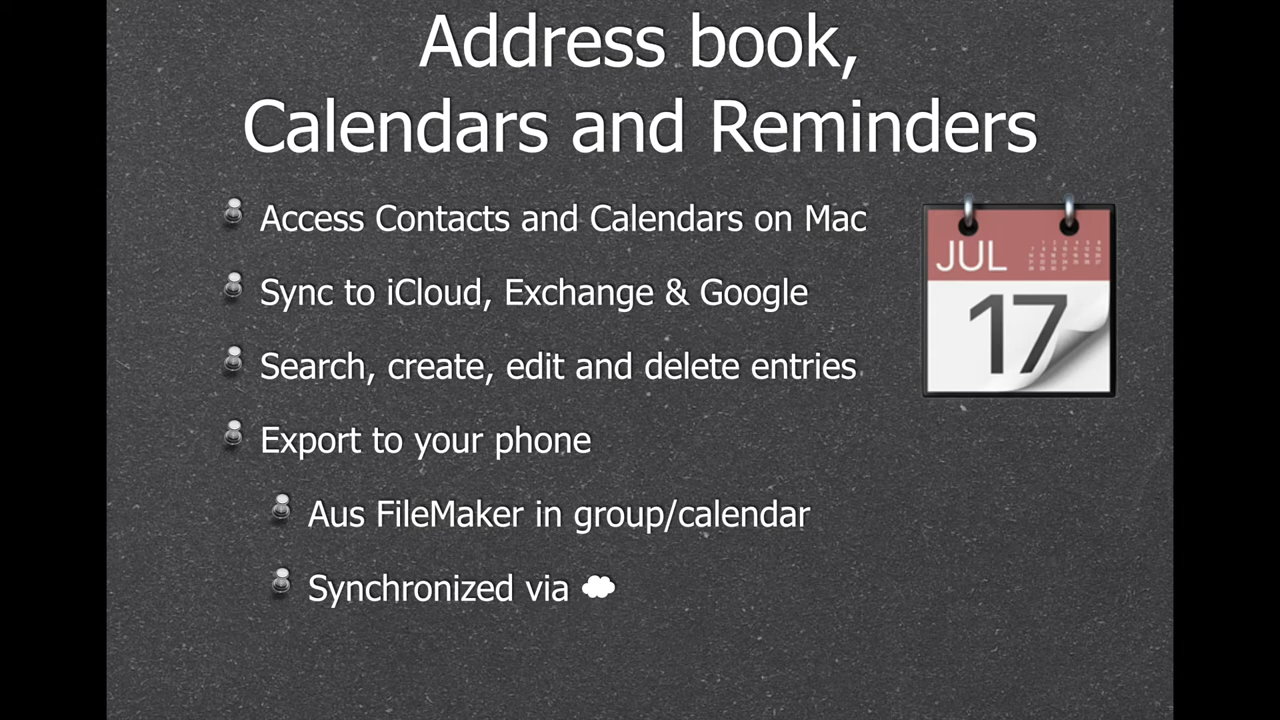 Address book,
Calendars and Reminders
Access Contacts and Calendars on Mac
Sync to iCloud, Exchange & Google
Search, create, edit and delete entries
Export to your phone
Aus FileMaker in group/calendar
Synchronized via
JUL
17